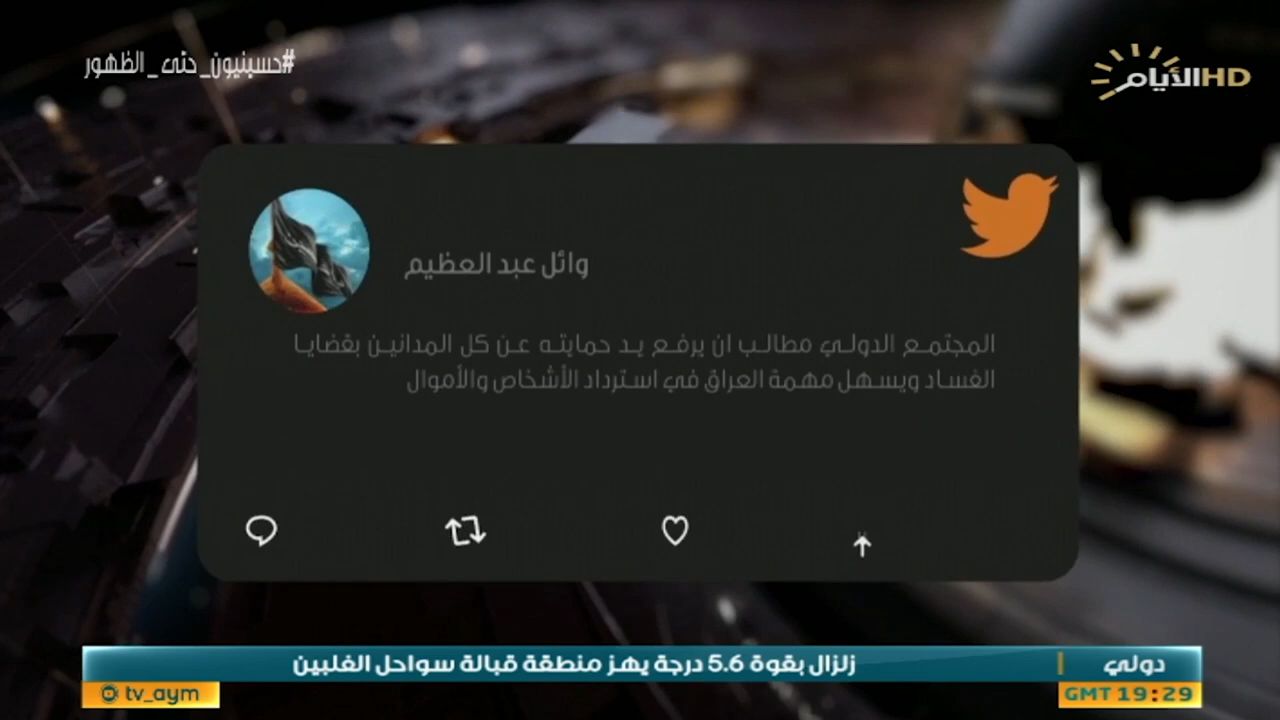 #حسينيون_حتى_الظهور
الأيام HD
وائل عبد العظيم
المجتمع الدولي مطالب ان يرفع يد حمايته عن كل المدانين بقضايا
الفساد ويسهل مهمة العراق في استرداد الأشخاص والأموال
دولي
زلزال بقوة 5.6 درجة يهز منطقة قبالة سواحل الفلبين
tv_aym
GMT 19:29